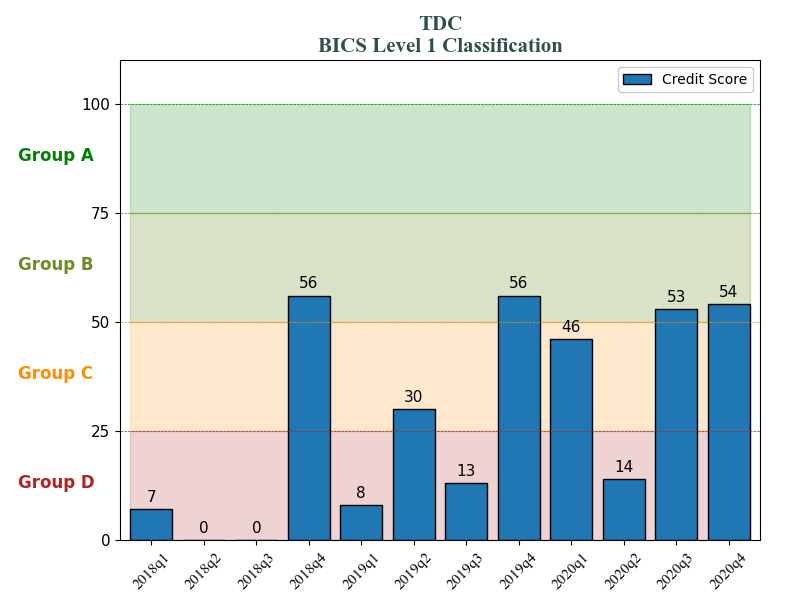 TDC
BICS Level 1 Classification
Credit Score
100
Group A
75
Group B
56
56
54
53
50
46
Group C
30
25
Group D
14
13
8
7
0
0
0
2018q1
2018q2
2018q3
2018q4
2019q1
2019q2
2019q3
2019q4
2020q1
2020q2
2020q3
2020q4